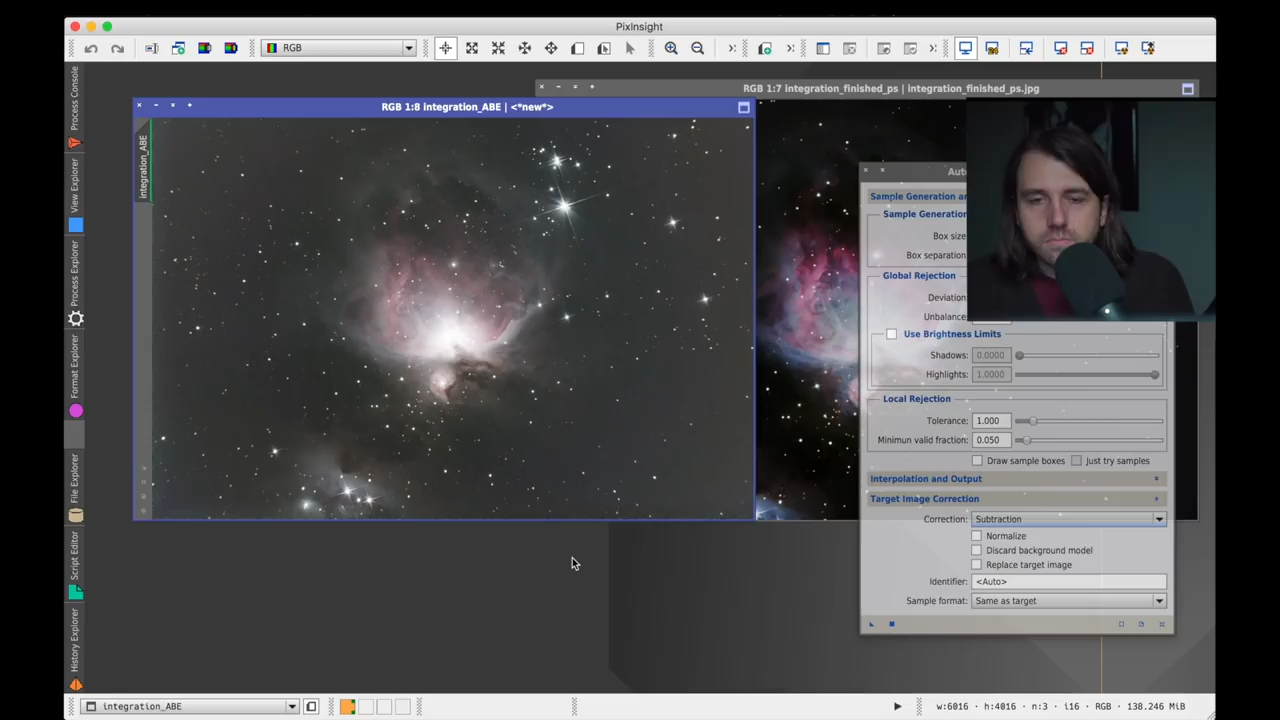 PixInsight
RGB
RGB 1:7 integration_finished_ps | integration_finished_ps.jpg
RGB 1:8 integration_ABE | <*new*>
integration_ABE
Process Console
View Explorer
Process Explorer
Format Explorer
File Explorer
Script Editor
History Explorer
Sample Generation
Box size
Box separation
Global Rejection
Deviation:
Unbalance:
Use Brightness Limits
Shadows: 0.0000
Highlights: 1.0000
Local Rejection
Tolerance: 1.000
Minimun valid fraction: 0.050
Draw sample boxes Just try samples
Interpolation and Output
Target Image Correction
Correction: Subtraction
Normalize
Discard background model
Replace target image
Identifier: <Auto>
Sample format: Same as target
integration_ABE
w:6016 | h:4016 • n:3 | i16 • RGB | 138.246 MiB